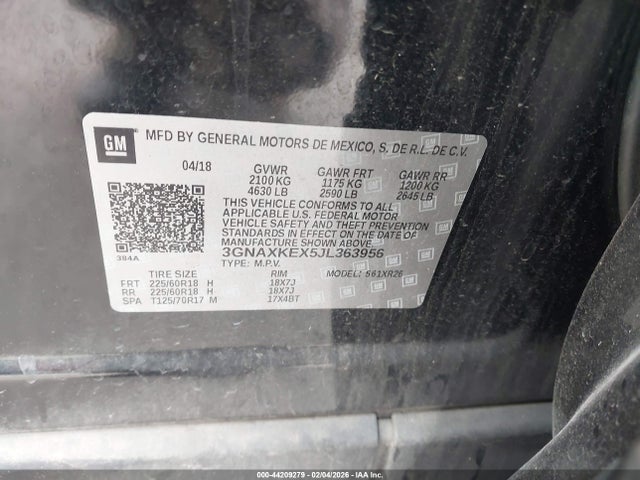 GM
MFD BY GENERAL MOTORS DE MEXICO, S. DE R.L. DE C.V.
04/18 GVWR GAWR FRT GAWR RR
2100 KG 1175 KG 1200 KG
4630 LB 2590 LB 2645 LB
THIS VEHICLE CONFORMS TO ALL
APPLICABLE U.S. FEDERAL MOTOR
VEHICLE SAFETY AND THEFT PREVENTION
STANDARDS IN EFFECT ON THE DATE OF
MANUFACTURE SHOWN ABOVE.
384A 3GNAXKEX5JL363956
TYPE: M.P.V. MODEL: 561XR26
TIRE SIZE RIM
FRT 225/60R18 H 18X7J
RR 225/60R18 H 18X7J
SPA T125/70R17 M 17X4BT
000-44209279 - 02/04/2026 - IAAI.com